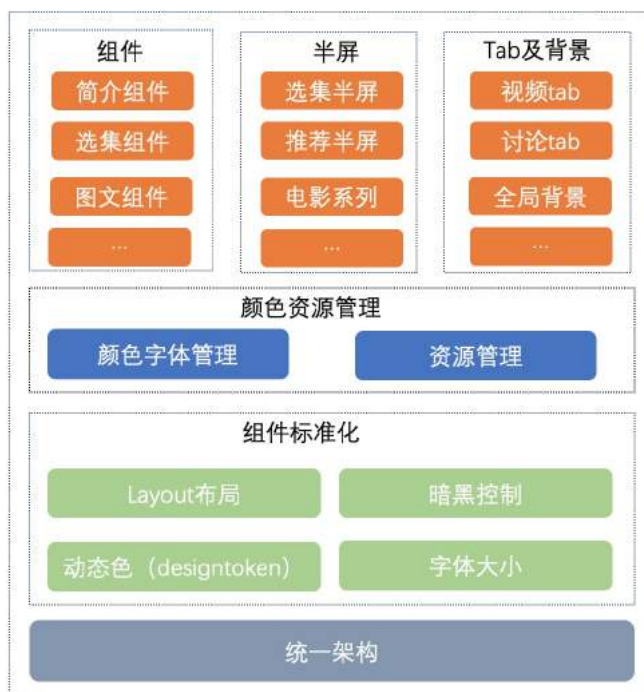 组件
简介组件
选集组件
图文组件
...
半屏
选集半屏
推荐半屏
电影系列
...
Tab及背景
视频tab
讨论tab
全局背景
...
颜色资源管理
颜色字体管理
资源管理
组件标准化
Layout布局
暗黑控制
动态色（designtoken）
字体大小
统一架构